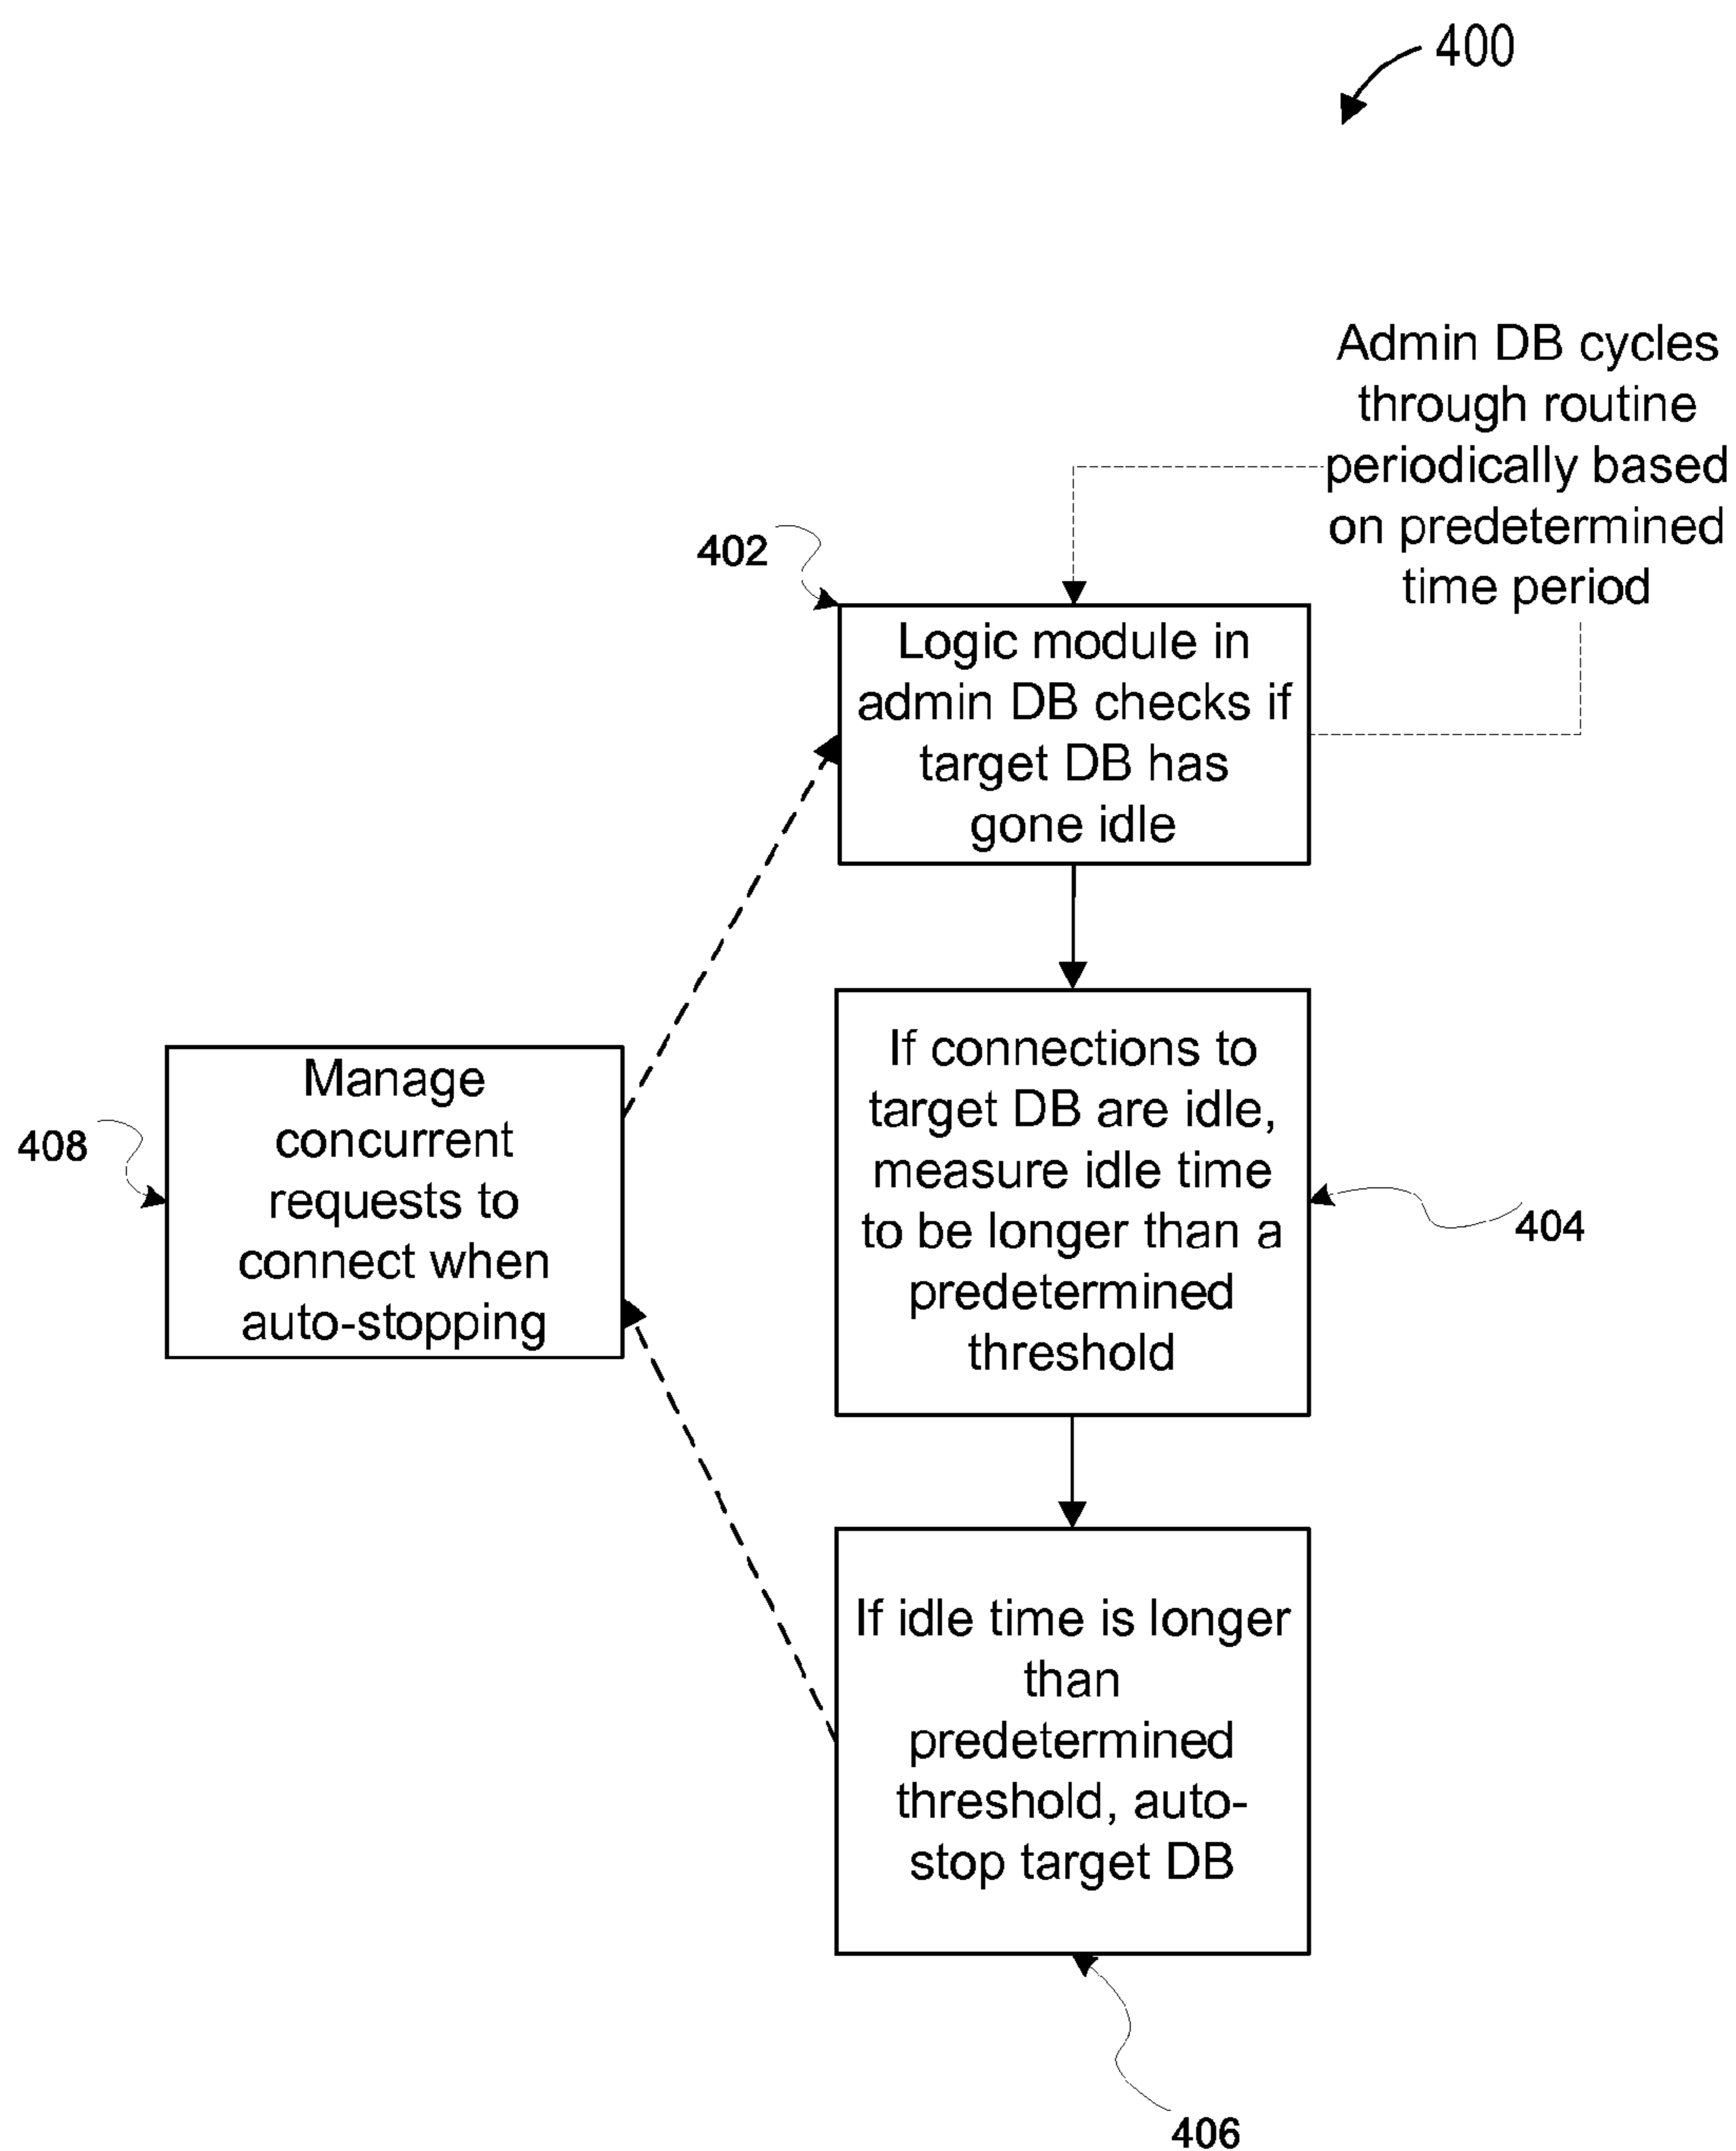 400
Admin DB cycles
through routine
periodically based
on predetermined
time period
402
Logic module in
admin DB checks if
target DB has
gone idle
If connections to
target DB are idle,
measure idle time
to be longer than a
predetermined
threshold
404
Manage
concurrent
requests to
connect when
auto-stopping
408
If idle time is longer
than
predetermined
threshold, auto-
stop target DB
406